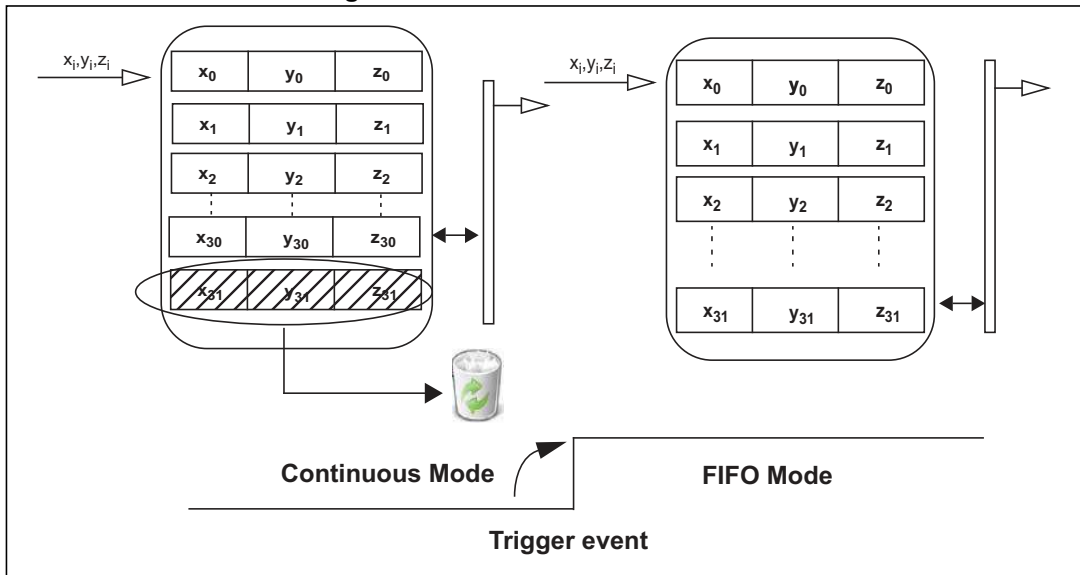 xᵢ,yᵢ,zᵢ
x₀ y₀ z₀
x₁ y₁ z₁
x₂ y₂ z₂
x₃₀ y₃₀ z₃₀
x₃₁ y₃₁ z₃₁
xᵢ,yᵢ,zᵢ
x₀ y₀ z₀
x₁ y₁ z₁
x₂ y₂ z₂
x₃₁ y₃₁ z₃₁
Continuous Mode
FIFO Mode
Trigger event